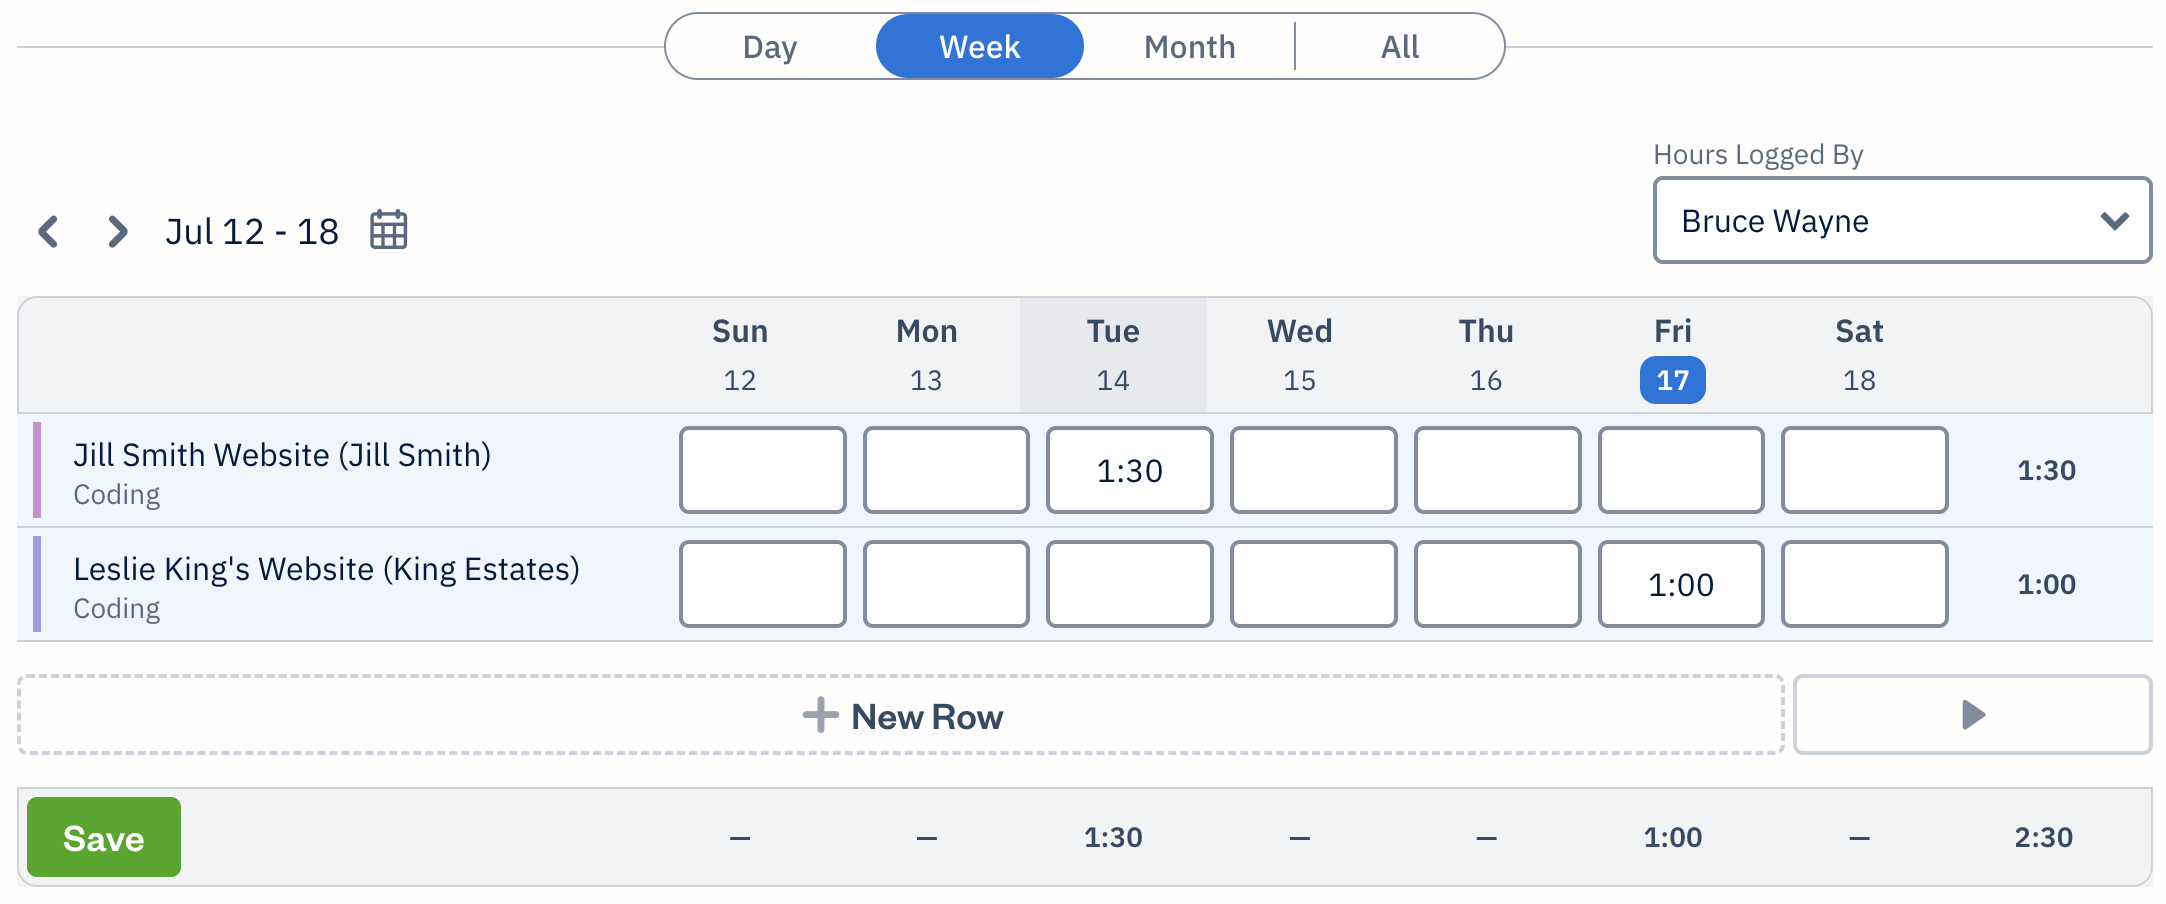 Day Week Month All
Hours Logged By
Jul 12 - 18 Bruce Wayne
Sun Mon Tue Wed Thu Fri Sat
12 13 14 15 16 17 18
Jill Smith Website (Jill Smith) 1:30 1:30
Coding
Leslie King's Website (King Estates) 1:00 1:00
Coding
New Row
Save – – 1:30 – – 1:00 – 2:30